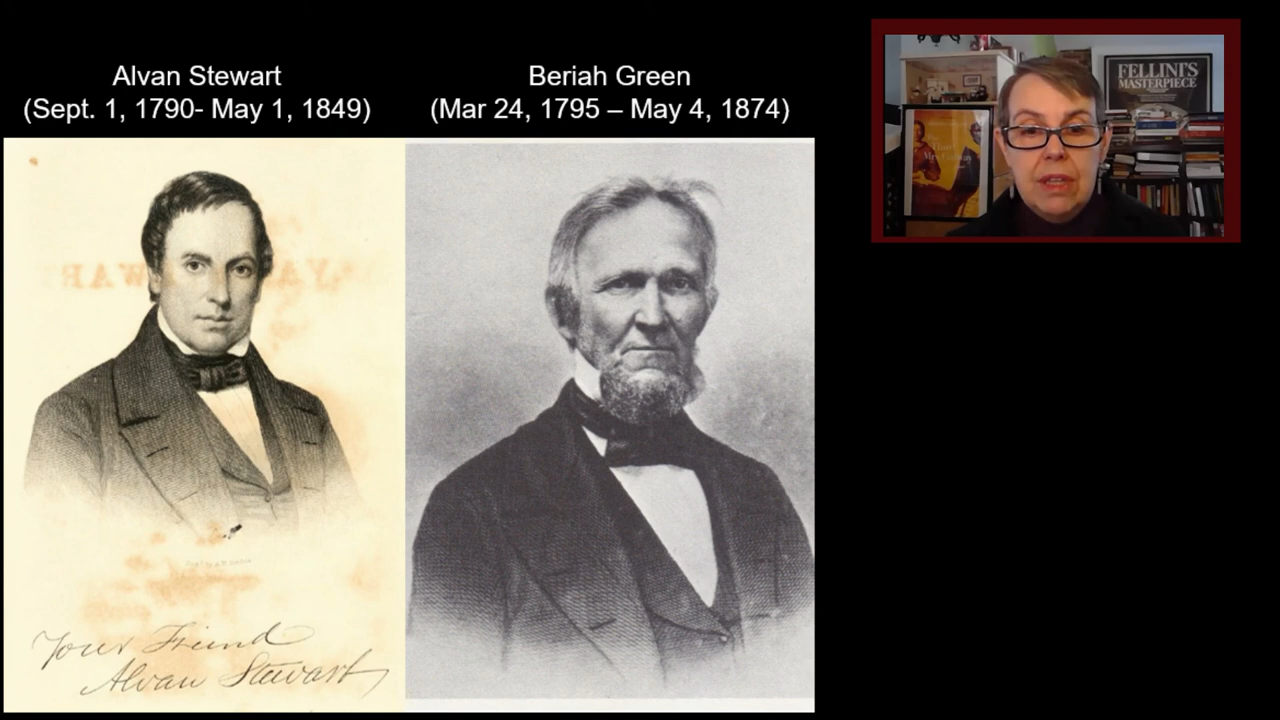 Alvan Stewart
(Sept. 1, 1790- May 1, 1849)
Beriah Green
(Mar 24, 1795 – May 4, 1874)
FELLINI'S
MASTERPIECE
Your Friend
Alvan Stewart